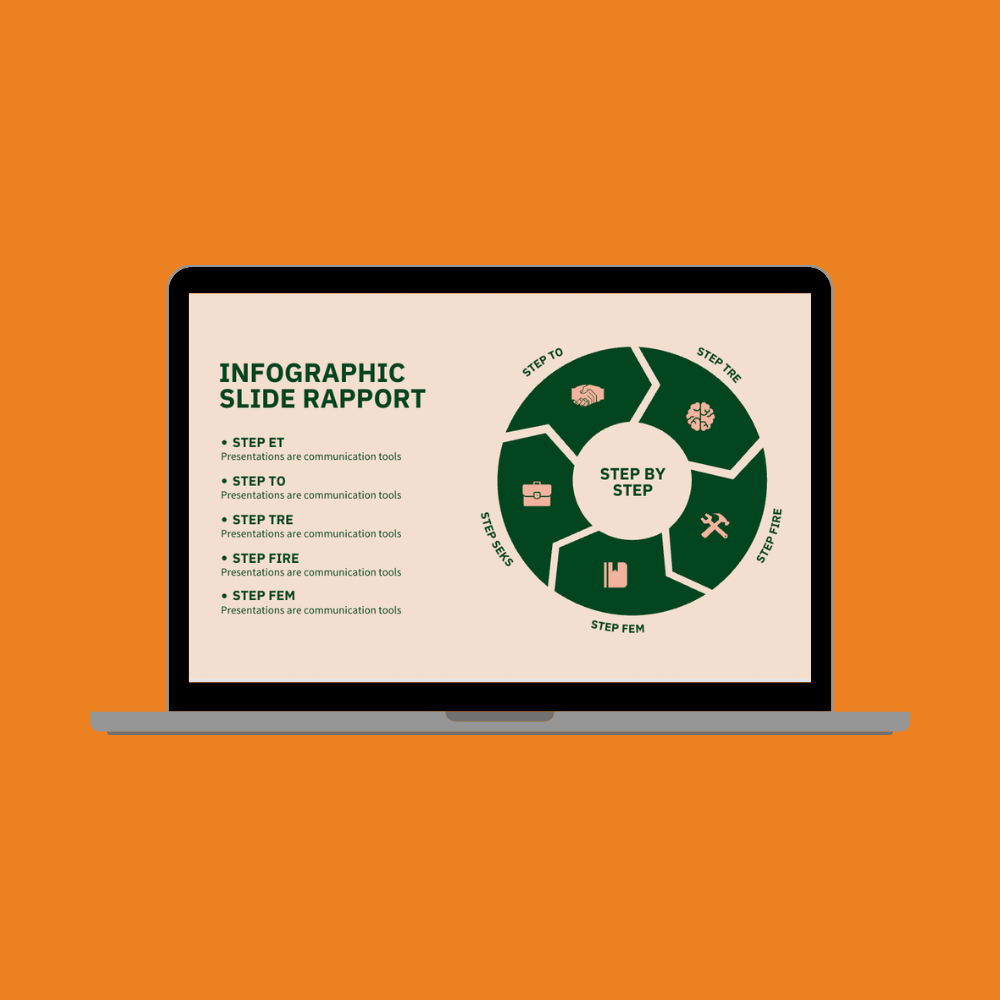 INFOGRAPHIC
SLIDE RAPPORT
• STEP ET
Presentations are communication tools
• STEP TO
Presentations are communication tools
• STEP TRE
Presentations are communication tools
• STEP FIRE
Presentations are communication tools
• STEP FEM
Presentations are communication tools
STEP TO
STEP TRE
STEP FIRE
STEP FEM
STEP SEKS
STEP BY
STEP